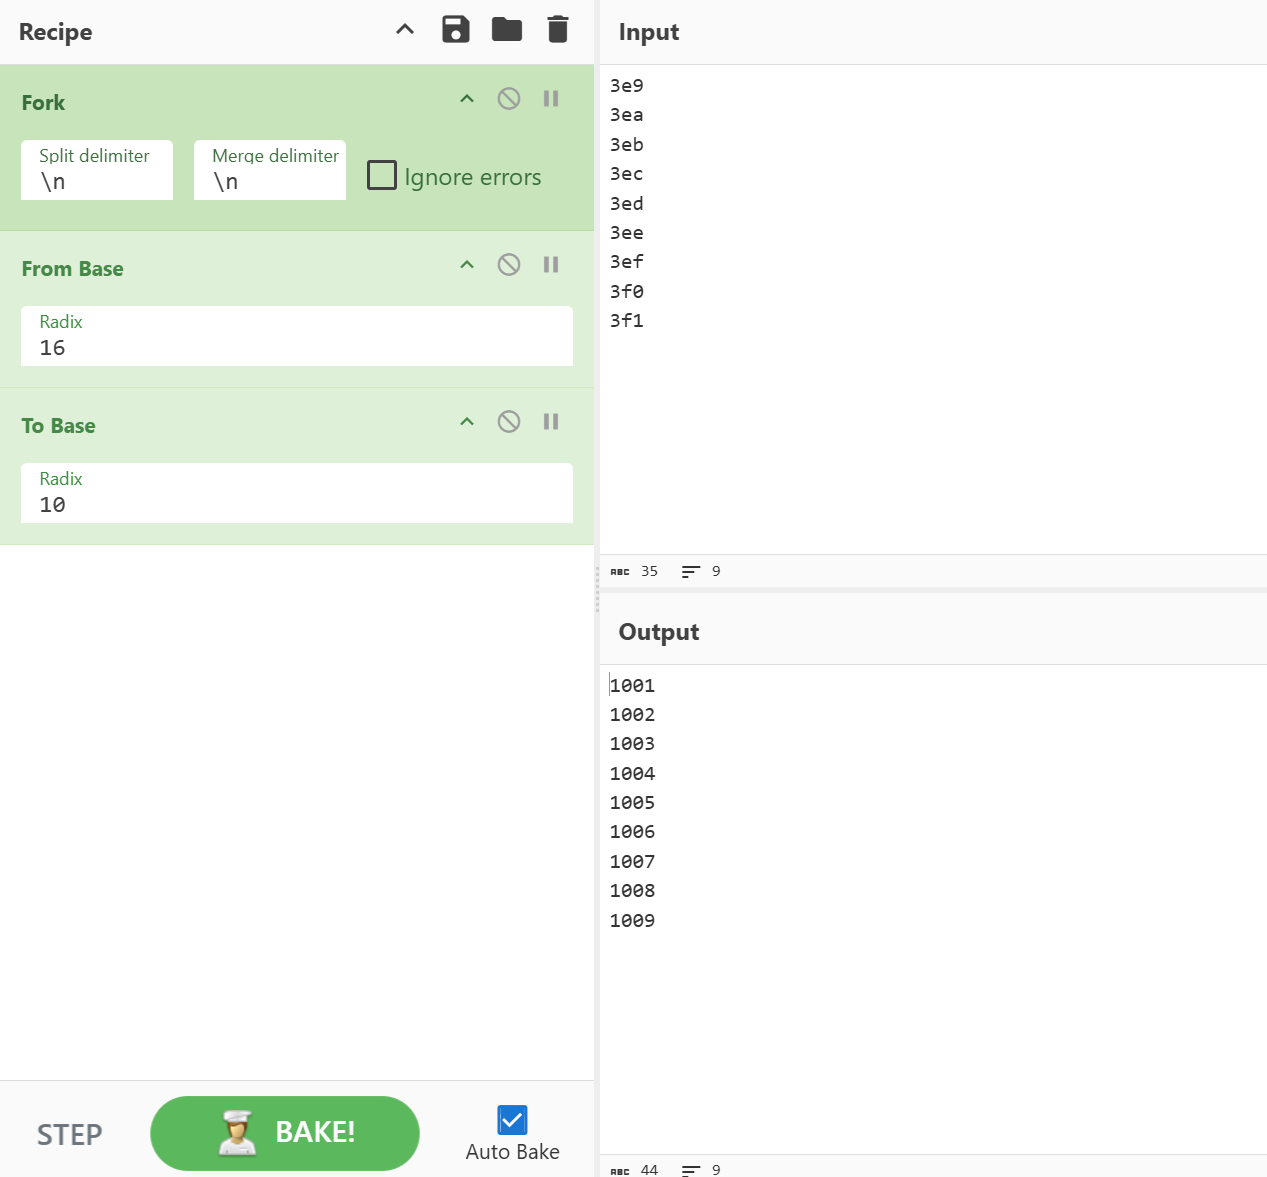 Recipe
Fork
Split delimiter
\n
Merge delimiter
\n
Ignore errors
From Base
Radix
16
To Base
Radix
10
STEP
BAKE!
Auto Bake
Input
3e9
3ea
3eb
3ec
3ed
3ee
3ef
3f0
3f1
ABC 35 9
Output
1001
1002
1003
1004
1005
1006
1007
1008
1009
ABC 44 9